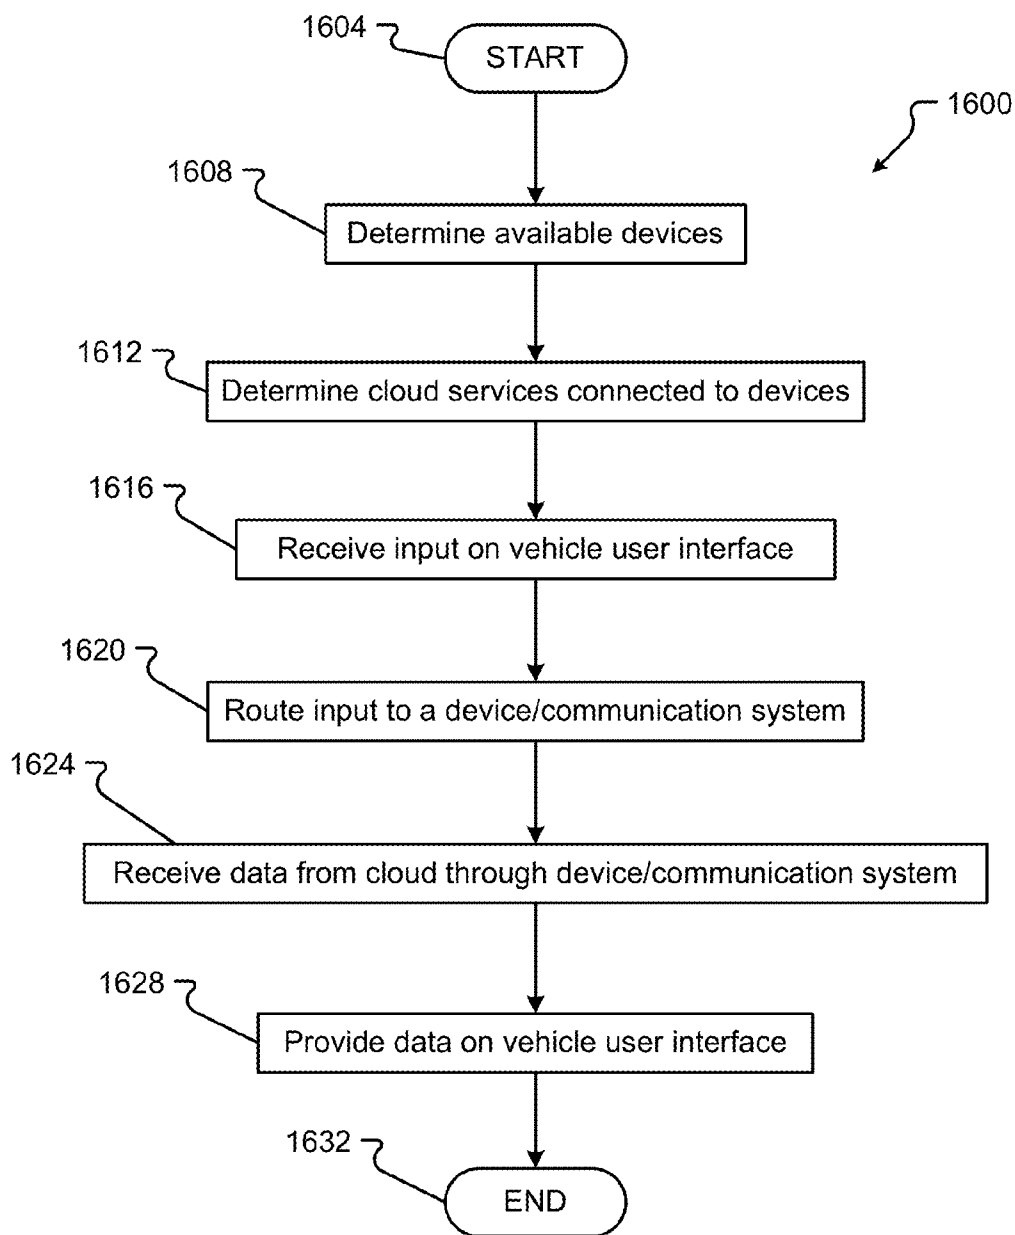 1604
START
1600
1608
Determine available devices
1612
Determine cloud services connected to devices
1616
Receive input on vehicle user interface
1620
Route input to a device/communication system
1624
Receive data from cloud through device/communication system
1628
Provide data on vehicle user interface
1632
END